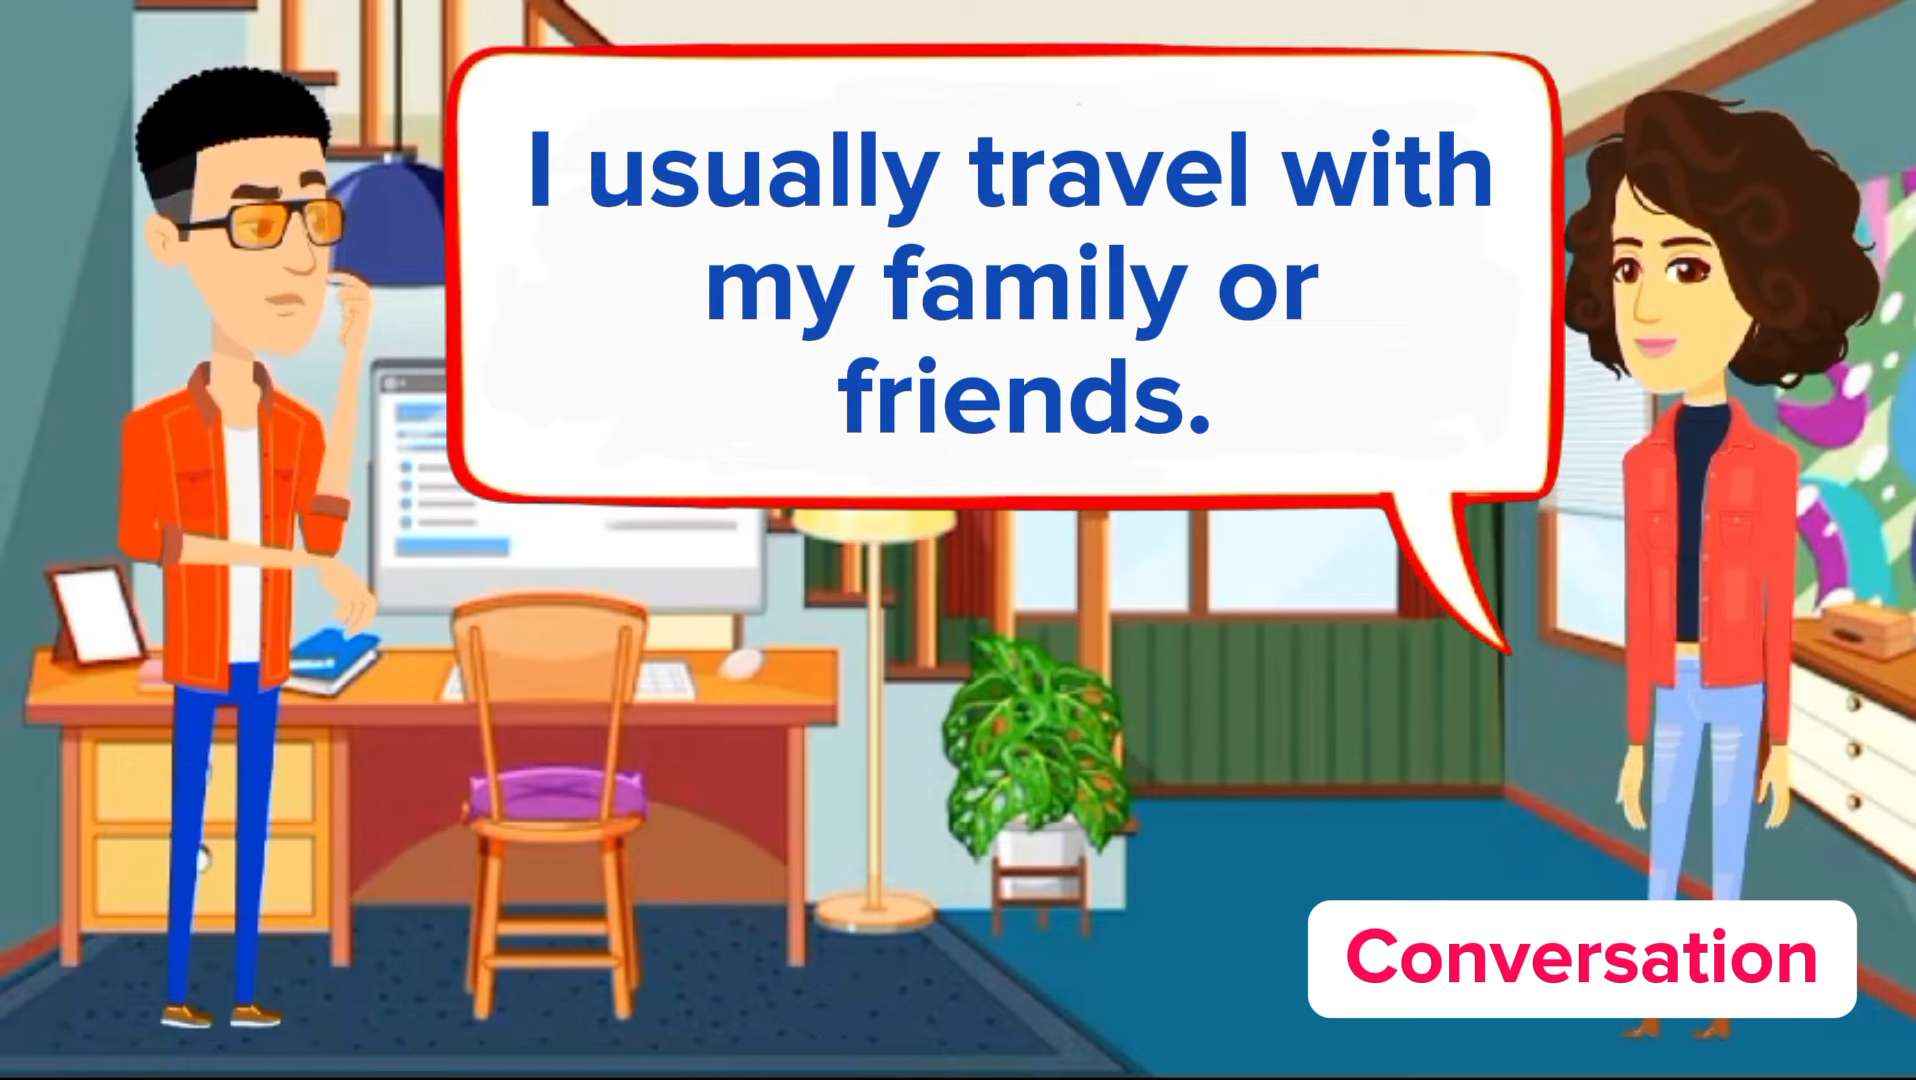 I usually travel with
my family or
friends.
Conversation